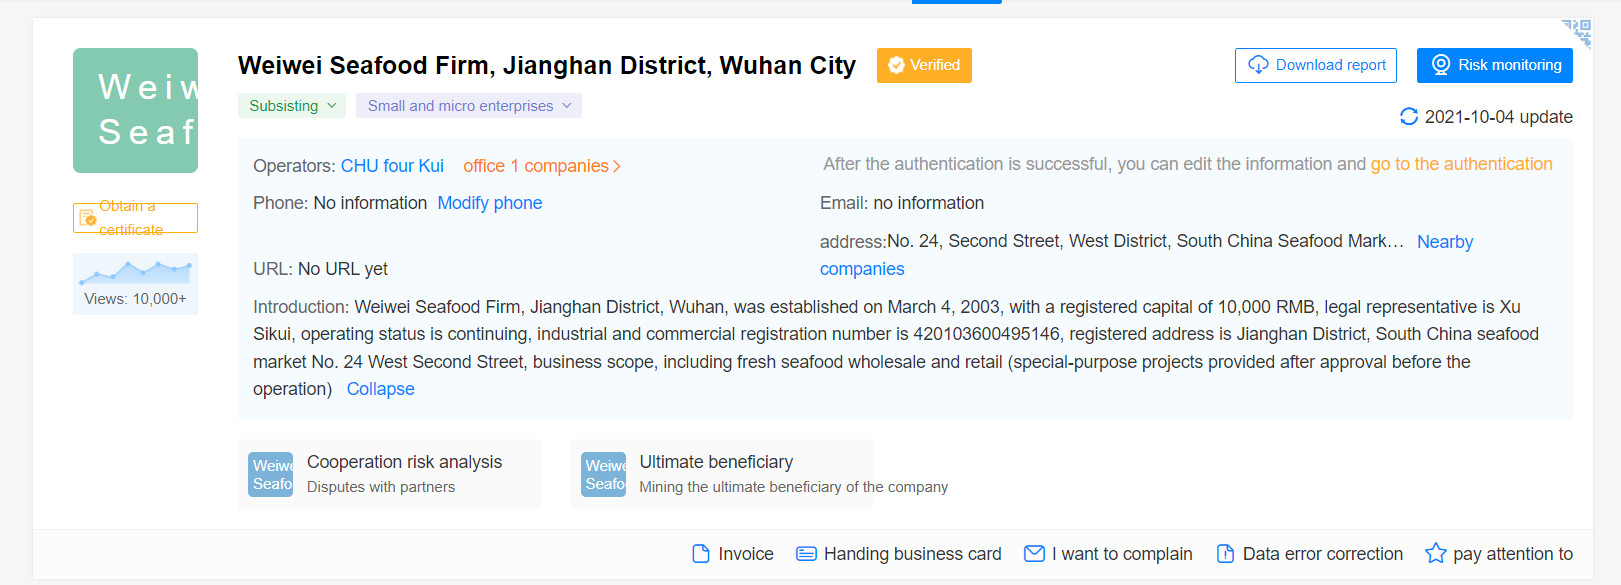 Weiwei Seafood Firm, Jianghan District, Wuhan City
Verified
Download report
Risk monitoring
Weiw
Seaf
Subsisting
Small and micro enterprises
2021-10-04 update
Operators: CHU four Kui office 1 companies
After the authentication is successful, you can edit the information and go to the authentication
Phone: No information Modify phone
Email: no information
Obtain a
certificate
address:No. 24, Second Street, West District, South China Seafood Mark… Nearby
companies
URL: No URL yet
Views: 10,000+
Introduction: Weiwei Seafood Firm, Jianghan District, Wuhan, was established on March 4, 2003, with a registered capital of 10,000 RMB, legal representative is Xu
Sikui, operating status is continuing, industrial and commercial registration number is 420103600495146, registered address is Jianghan District, South China seafood
market No. 24 West Second Street, business scope, including fresh seafood wholesale and retail (special-purpose projects provided after approval before the
operation) Collapse
Weiwe
Seafo
Cooperation risk analysis
Disputes with partners
Weiwe
Seafo
Ultimate beneficiary
Mining the ultimate beneficiary of the company
Invoice
Handing business card
I want to complain
Data error correction
pay attention to